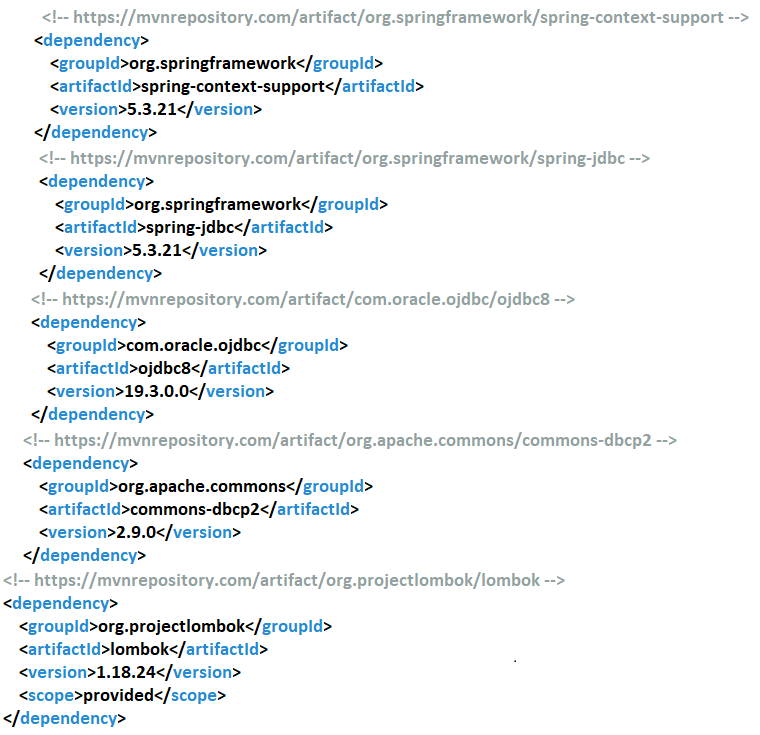 <!-- https://mvnrepository.com/artifact/org.springframework/spring-context-support -->
<dependency>
<groupId>org.springframework</groupId>
<artifactId>spring-context-support</artifactId>
<version>5.3.21</version>
</dependency>
<!-- https://mvnrepository.com/artifact/org.springframework/spring-jdbc -->
<dependency>
<groupId>org.springframework</groupId>
<artifactId>spring-jdbc</artifactId>
<version>5.3.21</version>
</dependency>
<!-- https://mvnrepository.com/artifact/com.oracle.ojdbc/ojdbc8 -->
<dependency>
<groupId>com.oracle.ojdbc</groupId>
<artifactId>ojdbc8</artifactId>
<version>19.3.0.0</version>
</dependency>
<!-- https://mvnrepository.com/artifact/org.apache.commons/commons-dbcp2 -->
<dependency>
<groupId>org.apache.commons</groupId>
<artifactId>commons-dbcp2</artifactId>
<version>2.9.0</version>
</dependency>
<!-- https://mvnrepository.com/artifact/org.projectlombok/lombok -->
<dependency>
<groupId>org.projectlombok</groupId>
<artifactId>lombok</artifactId>
<version>1.18.24</version>
<scope>provided</scope>
</dependency>